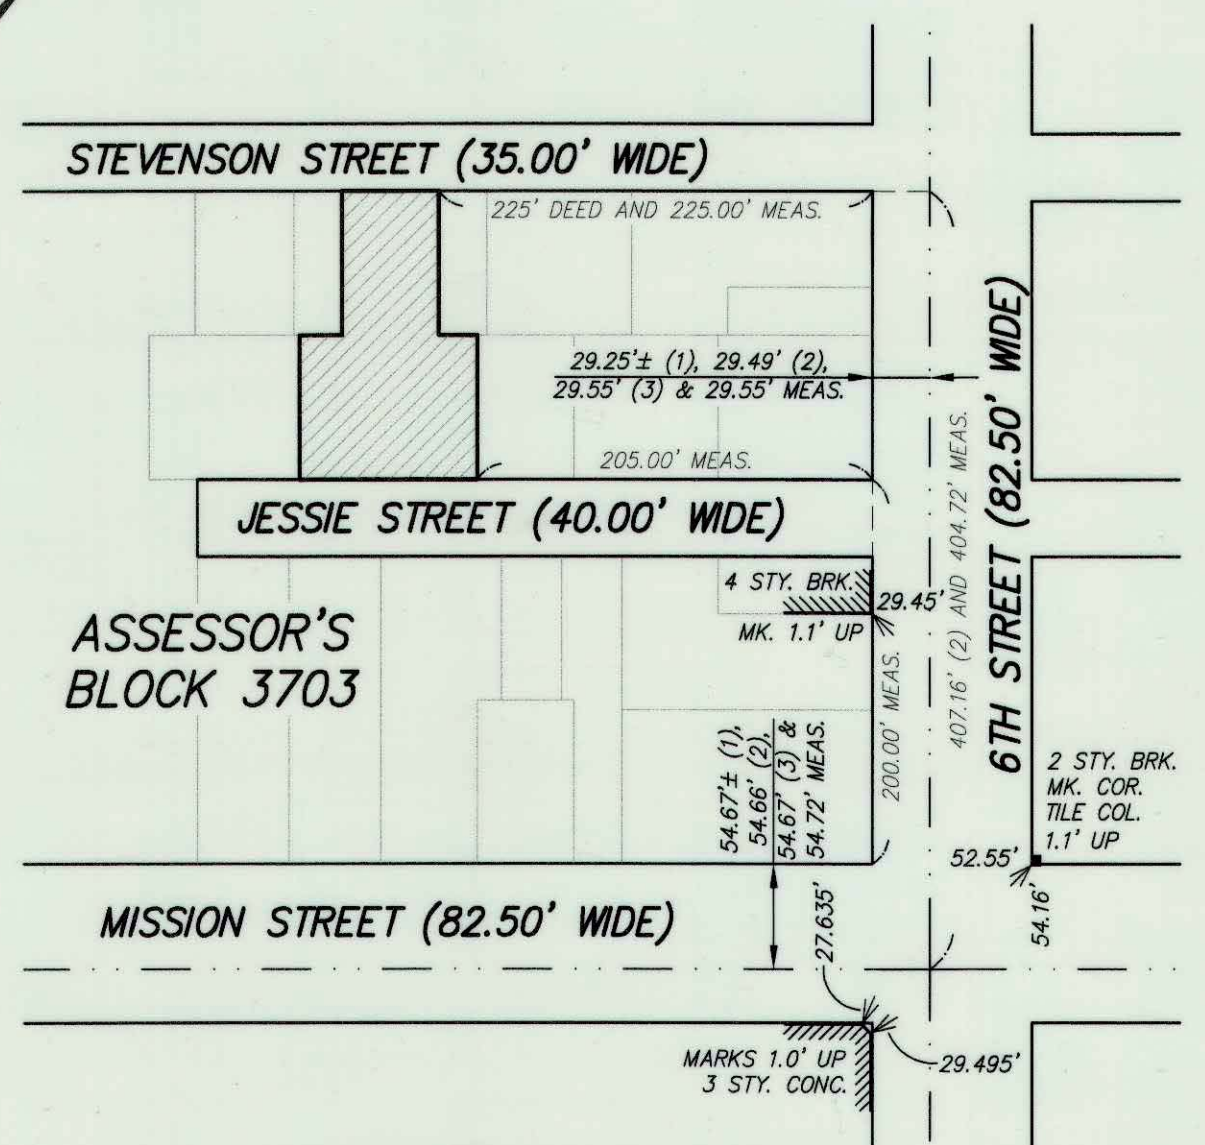 STEVENSON STREET (35.00' WIDE)
225' DEED AND 225.00' MEAS.
29.25'± (1), 29.49' (2),
29.55' (3) & 29.55' MEAS.
205.00' MEAS.
JESSIE STREET (40.00' WIDE)
6TH STREET (82.50' WIDE)
407.16' (2) AND 404.72' MEAS.
4 STY. BRK.
MK. 1.1' UP
29.45'
200.00' MEAS.
ASSESSOR'S
BLOCK 3703
54.67'± (1),
54.66' (2),
54.67' (3) &
54.72' MEAS.
2 STY. BRK.
MK. COR.
TILE COL.
1.1' UP
52.55'
54.16'
MISSION STREET (82.50' WIDE)
27.635'
MARKS 1.0' UP
3 STY. CONC.
29.495'